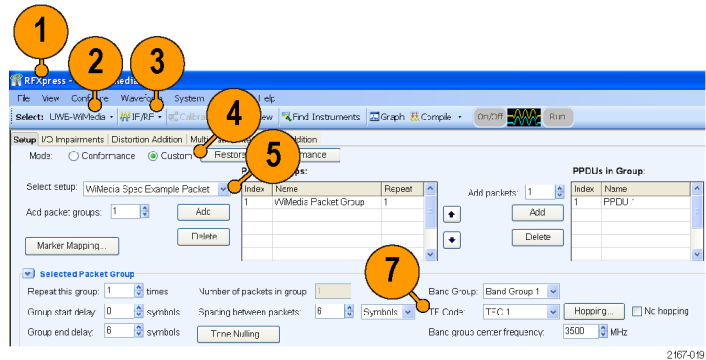 1
2
3
RFXpress -
File View Configure Waveform System
Select: UWB-WiMedia IF/RF Find Instruments Graph Compile On/Off Run
4
Setup I/Q Impairments Distortion Addition
5
Mode: Conformance Custom
PPDUs in Group:
Select setup: WiMedia Spec Example Packet
Index Name Repeat
1 WiMedia Packet Group 1
Add packets: 1
Index Name
1 PPDU 1
Add packet groups: 1 Add
Delete
Add
Delete
Marker Mapping...
7
Selected Packet Group
Repeat this group: 1 times Number of packets in group 1 Band Group: Band Group 1
Group start delay: 0 symbols Spacing between packets: 6 Symbols TF Code: TFC 1 Hopping... No hopping
Group end delay: 6 symbols Tone Nulling Band group center frequency: 3500 MHz
2167-019